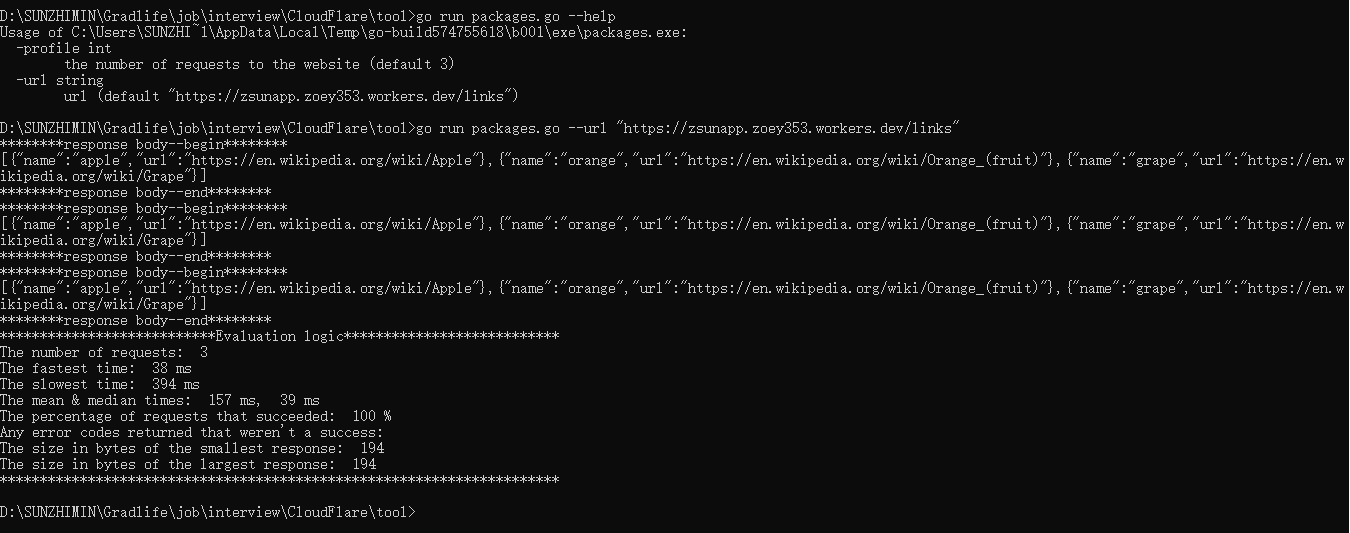 D:\SUNZHIMIN\Gradlife\job\interview\CloudFlare\tool>go run packages.go --help
Usage of C:\Users\SUNZHI~1\AppData\Local\Temp\go-build574755618\b001\exe\packages.exe:
  -profile int
        the number of requests to the website (default 3)
  -url string
        url (default "https://zsunapp.zoey353.workers.dev/links")
D:\SUNZHIMIN\Gradlife\job\interview\CloudFlare\tool>go run packages.go --url "https://zsunapp.zoey353.workers.dev/links"
********response body--begin********
[{"name":"apple","url":"https://en.wikipedia.org/wiki/Apple"},{"name":"orange","url":"https://en.wikipedia.org/wiki/Orange_(fruit)"},{"name":"grape","url":"https://en.w
ikipedia.org/wiki/Grape"}]
********response body--end********
********response body--begin********
[{"name":"apple","url":"https://en.wikipedia.org/wiki/Apple"},{"name":"orange","url":"https://en.wikipedia.org/wiki/Orange_(fruit)"},{"name":"grape","url":"https://en.w
ikipedia.org/wiki/Grape"}]
********response body--end********
********response body--begin********
[{"name":"apple","url":"https://en.wikipedia.org/wiki/Apple"},{"name":"orange","url":"https://en.wikipedia.org/wiki/Orange_(fruit)"},{"name":"grape","url":"https://en.w
ikipedia.org/wiki/Grape"}]
********response body--end********
***************************Evaluation logic***************************
The number of requests:  3
The fastest time:  38 ms
The slowest time:  394 ms
The mean & median times:  157 ms,  39 ms
The percentage of requests that succeeded:  100 %
Any error codes returned that weren't a success:
The size in bytes of the smallest response:  194
The size in bytes of the largest response:  194
**********************************************************************
D:\SUNZHIMIN\Gradlife\job\interview\CloudFlare\tool>